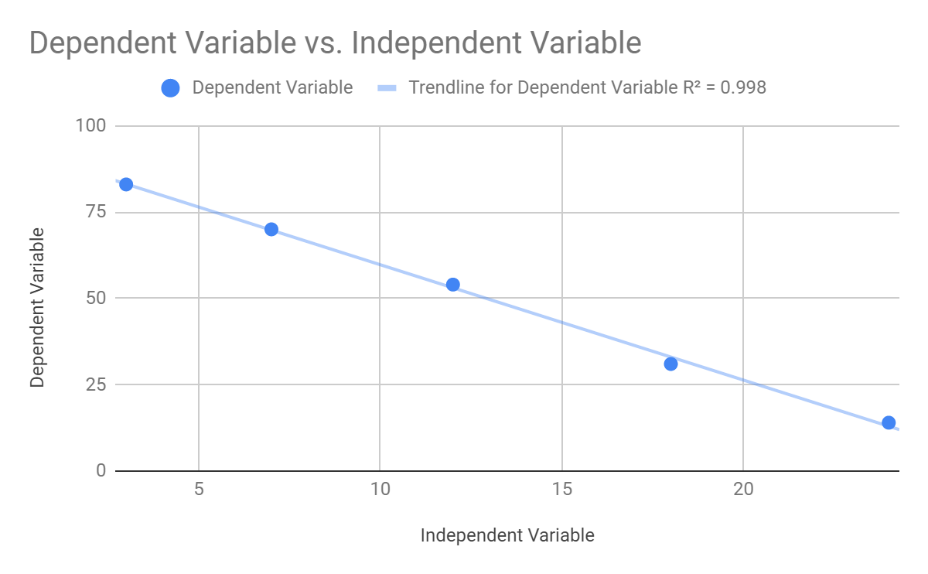 Dependent Variable vs. Independent Variable
Dependent Variable Trendline for Dependent Variable R² = 0.998
100
75
50
25
0
Dependent Variable
5 10 15 20
Independent Variable